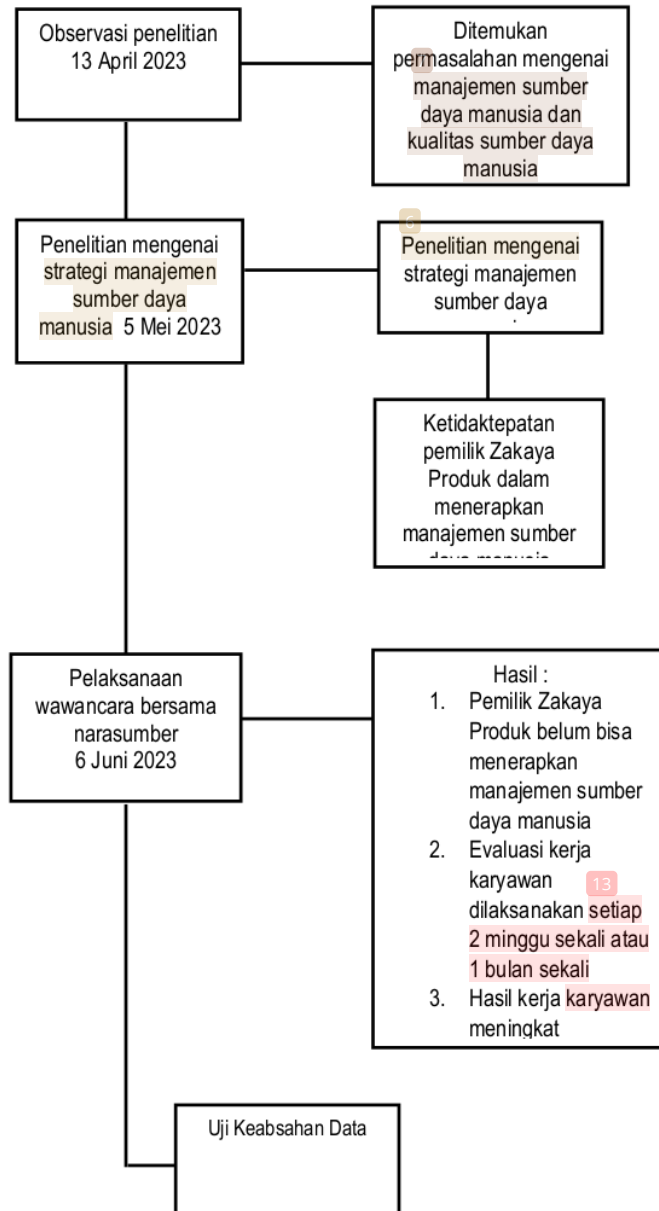 Observasi penelitian
13 April 2023
Ditemukan
permasalahan mengenai
manajemen sumber
daya manusia dan
kualitas sumber daya
manusia
Penelitian mengenai
strategi manajemen
sumber daya
manusia 5 Mei 2023
6
Penelitian mengenai
strategi manajemen
sumber daya
Ketidaktepatan
pemilik Zakaya
Produk dalam
menerapkan
manajemen sumber
Pelaksanaan
wawancara bersama
narasumber
6 Juni 2023
Hasil :
1. Pemilik Zakaya
Produk belum bisa
menerapkan
manajemen sumber
daya manusia
2. Evaluasi kerja
karyawan 13
dilaksanakan setiap
2 minggu sekali atau
1 bulan sekali
3. Hasil kerja karyawan
meningkat
Uji Keabsahan Data